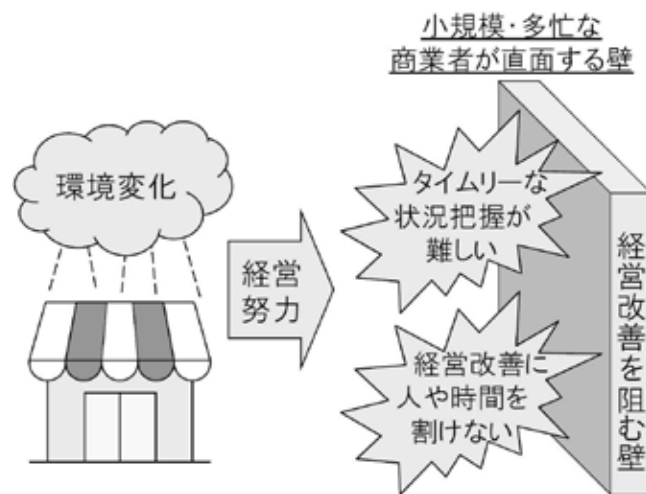 小規模・多忙な
商業者が直面する壁
環境変化
経営
努力
タイムリーな
状況把握が
難しい
経営改善に
人や時間を
割けない
経営改善を阻む壁